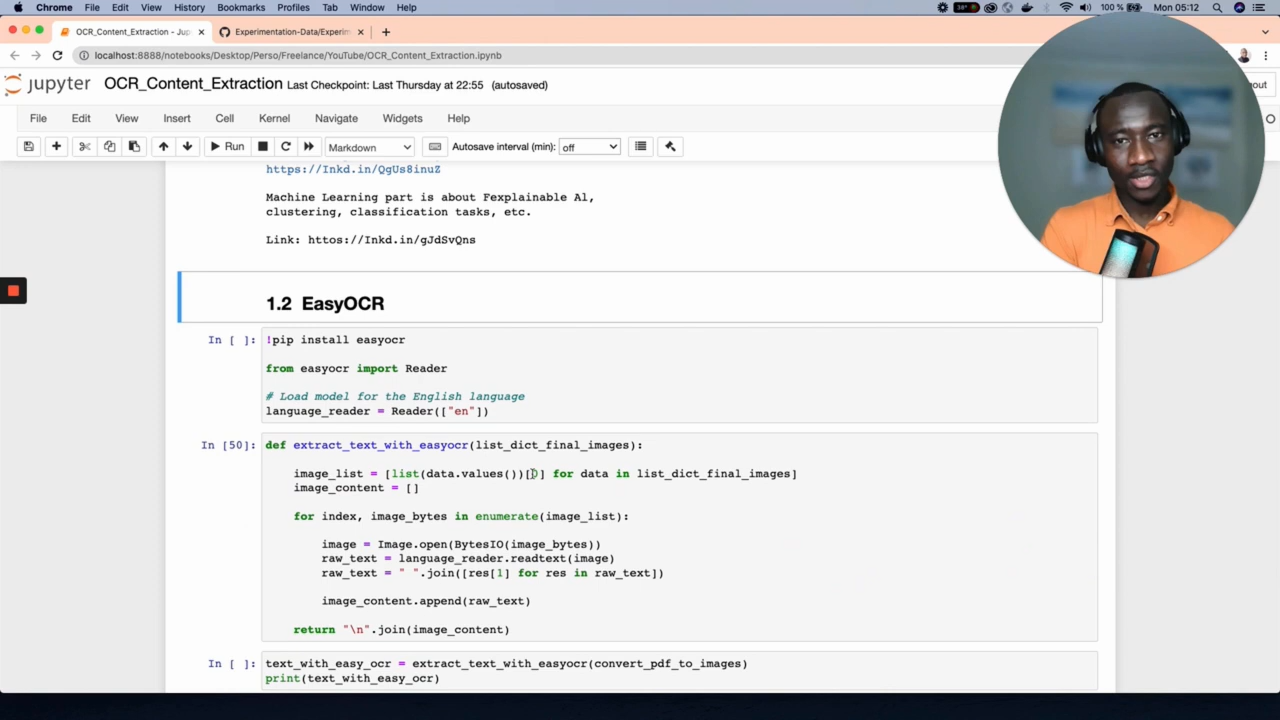 Chrome File Edit View History Bookmarks Profiles Tab Window Help 38° 100 % Mon 05:12
OCR_Content_Extraction - Jup Experimentation-Data/Experim
localhost:8888/notebooks/Desktop/Perso/Freelance/YouTube/OCR_Content_Extraction.ipynb
jupyter OCR_Content_Extraction Last Checkpoint: Last Thursday at 22:55 (autosaved) out
File Edit View Insert Cell Kernel Navigate Widgets Help
Run Markdown Autosave interval (min): off
https://Inkd.in/QgUs8inuZ
Machine Learning part is about Fexplainable Al,
clustering, classification tasks, etc.
Link: httos://Inkd.in/gJdSvQns
1.2 EasyOCR
In [ ]: !pip install easyocr
from easyocr import Reader
# Load model for the English language
language_reader = Reader(["en"])
In [50]: def extract_text_with_easyocr(list_dict_final_images):
image_list = [list(data.values())[0] for data in list_dict_final_images]
image_content = []
for index, image_bytes in enumerate(image_list):
image = Image.open(BytesIO(image_bytes))
raw_text = language_reader.readtext(image)
raw_text = " ".join([res[1] for res in raw_text])
image_content.append(raw_text)
return "\n".join(image_content)
In [ ]: text_with_easy_ocr = extract_text_with_easyocr(convert_pdf_to_images)
print(text_with_easy_ocr)